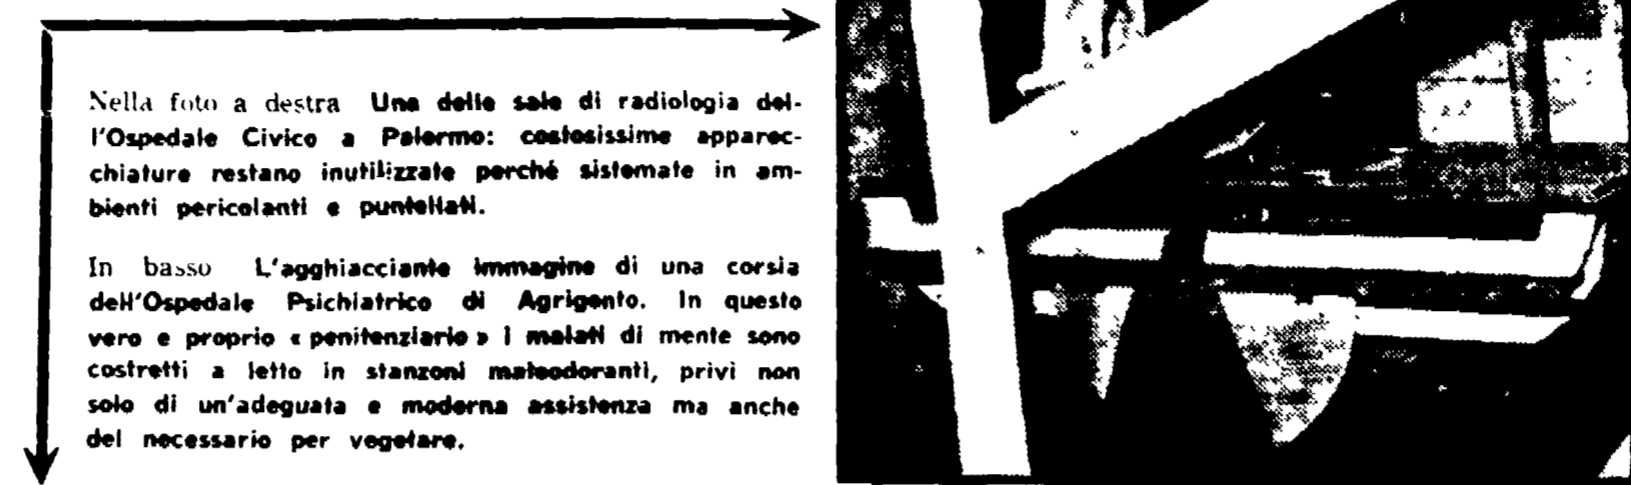 Nella foto a destra Una delle sale di radiologia del-
l'Ospedale Civico a Palermo: costosissime apparec-
chiature restano inutilizzate perché sistemate in am-
bienti pericolanti e puntellati.
In basso L'agghiacciante immagine di una corsia
dell'Ospedale Psichiatrico di Agrigento. In questo
vero e proprio « penitenziario » i malati di mente sono
costretti a letto in stanzoni maleodoranti, privi non
solo di un'adeguata e moderna assistenza ma anche
del necessario per vegetare.